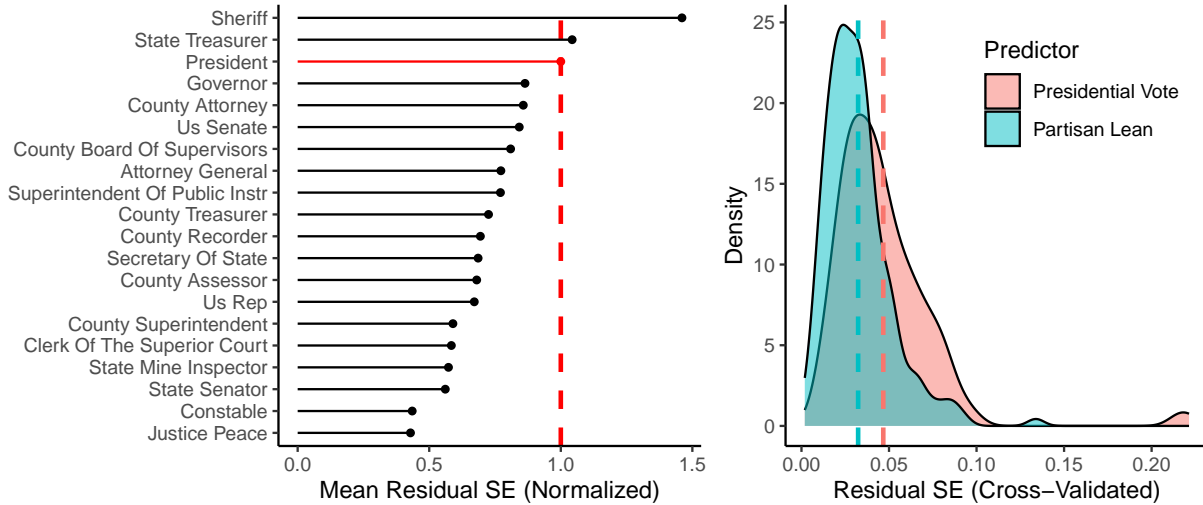 Sheriff
State Treasurer
President
Governor
County Attorney
Us Senate
County Board Of Supervisors
Attorney General
Superintendent Of Public Instr
County Treasurer
County Recorder
Secretary Of State
County Assessor
Us Rep
County Superintendent
Clerk Of The Superior Court
State Mine Inspector
State Senator
Constable
Justice Peace
0.0 0.5 1.0 1.5
Mean Residual SE (Normalized)
25
20
15
10
5
0
Density
Predictor
Presidential Vote
Partisan Lean
0.00 0.05 0.10 0.15 0.20
Residual SE (Cross−Validated)